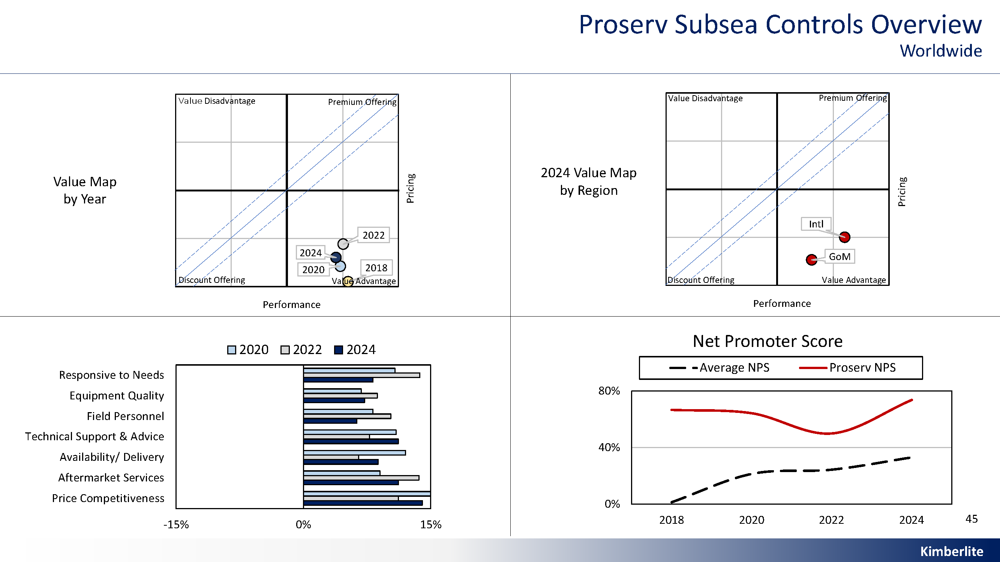 Proserv Subsea Controls Overview
Worldwide
Value Map
by Year
Value Disadvantage
Premium Offering
Pricing
2022
2024
2020
2018
Discount Offering
Value Advantage
Performance
2024 Value Map
by Region
Value Disadvantage
Premium Offering
Pricing
Intl
GoM
Discount Offering
Value Advantage
Performance
2020 2022 2024
Responsive to Needs
Equipment Quality
Field Personnel
Technical Support & Advice
Availability/ Delivery
Aftermarket Services
Price Competitiveness
-15% 0% 15%
Net Promoter Score
Average NPS Proserv NPS
80%
40%
0%
2018 2020 2022 2024
45
Kimberlite